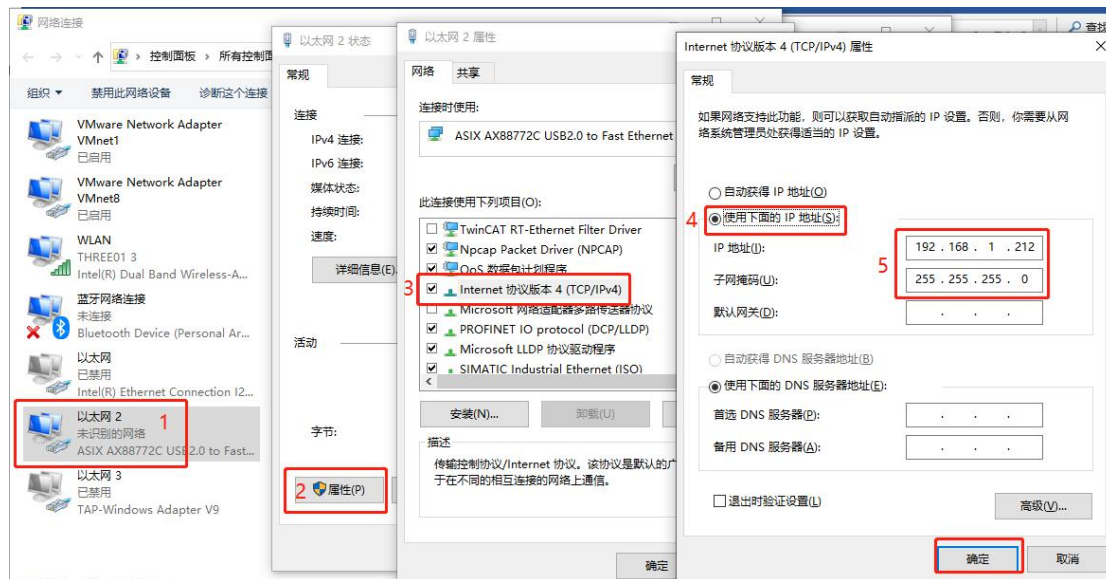 网络连接
控制面板 › 所有控制面
组织 禁用此网络设备 诊断这个连接
VMware Network Adapter
VMnet1
已启用
VMware Network Adapter
VMnet8
已启用
WLAN
THREE01 3
Intel(R) Dual Band Wireless-A...
蓝牙网络连接
未连接
Bluetooth Device (Personal Ar...
以太网
已禁用
Intel(R) Ethernet Connection I2...
以太网 2
未识别的网络
ASIX AX88772C USB2.0 to Fast...
1
以太网 3
已禁用
TAP-Windows Adapter V9
以太网 2 状态
常规
连接
IPv4 连接:
IPv6 连接:
媒体状态:
持续时间:
速度:
详细信息(E)
活动
字节:
2
属性(P)
以太网 2 属性
网络 共享
连接时使用:
ASIX AX88772C USB2.0 to Fast Ethernet
此连接使用下列项目(O):
TwinCAT RT-Ethernet Filter Driver
Npcap Packet Driver (NPCAP)
QoS 数据包计划程序
3
Internet 协议版本 4 (TCP/IPv4)
Microsoft 网络适配器多路传送器协议
PROFINET IO protocol (DCP/LLDP)
Microsoft LLDP 协议驱动程序
SIMATIC Industrial Ethernet (ISO)
安装(N)... 卸载(U)
描述
传输控制协议/Internet 协议。该协议是默认的广
于在不同的相互连接的网络上通信。
确定
查找
Internet 协议版本 4 (TCP/IPv4) 属性
常规
如果网络支持此功能，则可以获取自动指派的 IP 设置。否则，你需要从网
络系统管理员处获得适当的 IP 设置。
自动获得 IP 地址(O)
4
使用下面的 IP 地址(S):
IP 地址(I): 192 . 168 . 1 . 212
5
子网掩码(U): 255 . 255 . 255 . 0
默认网关(D): . . .
自动获得 DNS 服务器地址(B)
使用下面的 DNS 服务器地址(E):
首选 DNS 服务器(P): . . .
备用 DNS 服务器(A): . . .
退出时验证设置(L)
高级(V)...
确定 取消